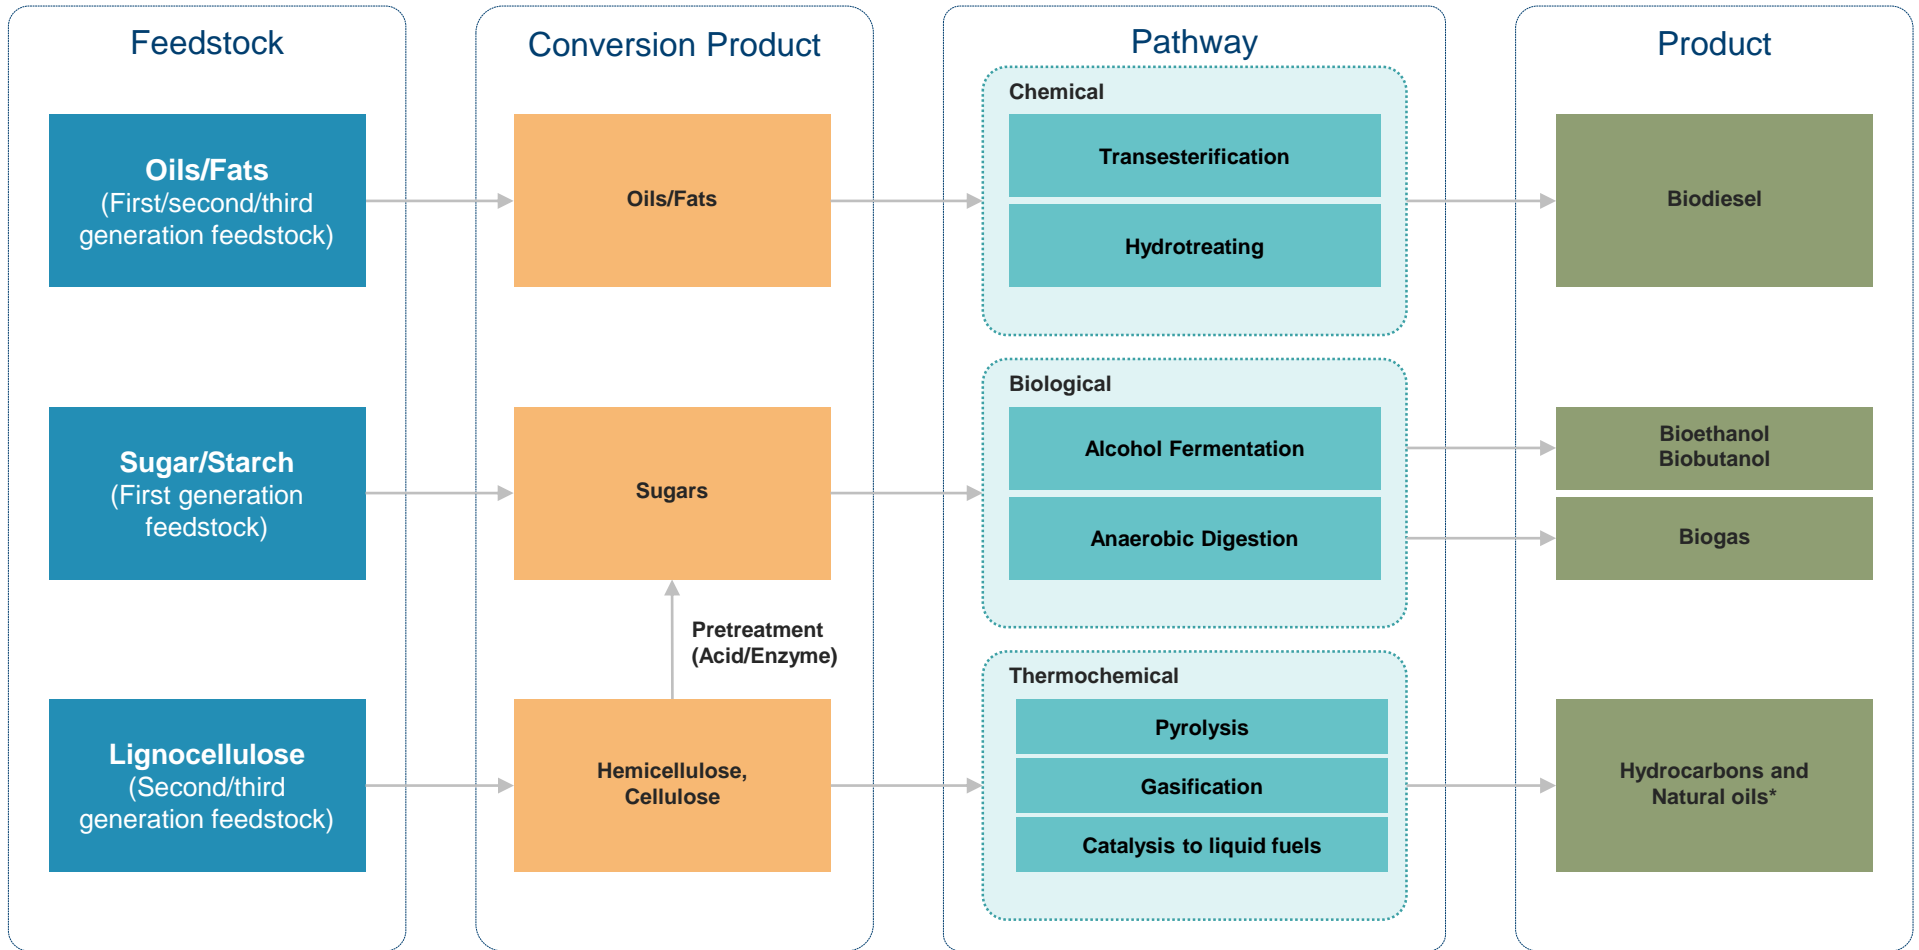 Feedstock
Conversion Product
Pathway
Product
Oils/Fats
(First/second/third
generation feedstock)
Oils/Fats
Chemical
Transesterification
Hydrotreating
Biodiesel
Sugar/Starch
(First generation
feedstock)
Sugars
Biological
Alcohol Fermentation
Anaerobic Digestion
Bioethanol
Biobutanol
Biogas
Pretreatment
(Acid/Enzyme)
Lignocellulose
(Second/third
generation feedstock)
Hemicellulose,
Cellulose
Thermochemical
Pyrolysis
Gasification
Catalysis to liquid fuels
Hydrocarbons and
Natural oils*